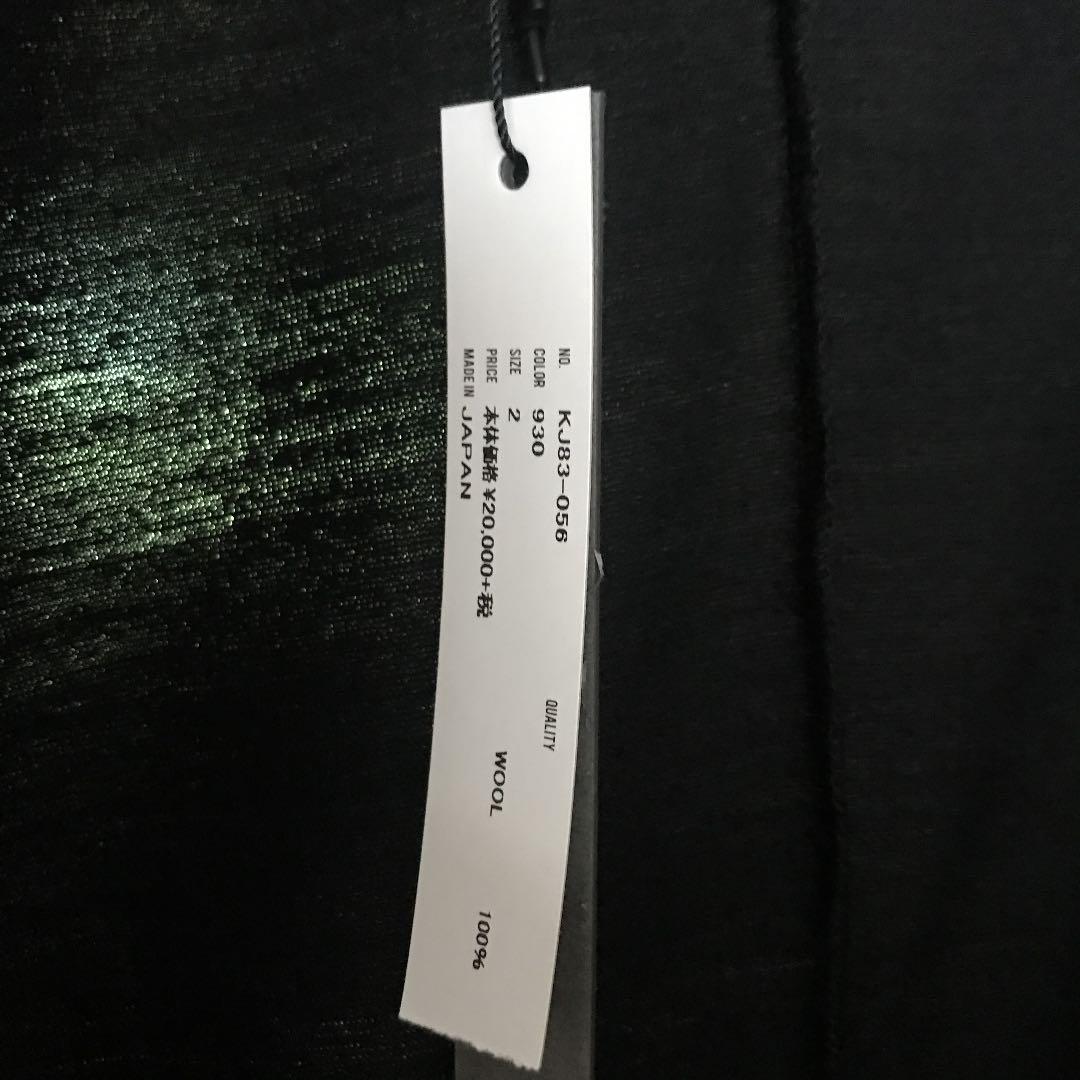 NO. KJ83-056
COLOR 930
SIZE 2
PRICE 本体価格 ¥20,000+税
MADE IN JAPAN
QUALITY
WOOL 100%